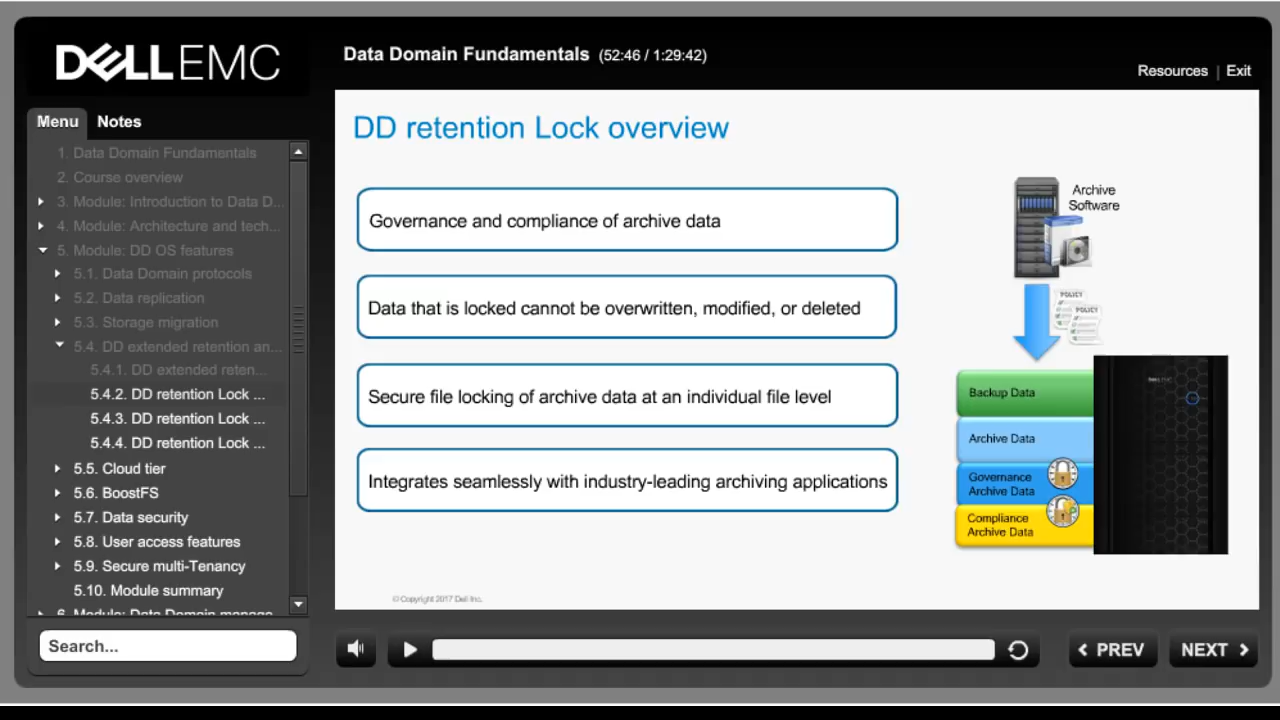 DELLEMC
Data Domain Fundamentals (52:46 / 1:29:42)
Resources | Exit
Menu Notes
1. Data Domain Fundamentals
2. Course overview
3. Module: Introduction to Data D...
4. Module: Architecture and tech...
5. Module: DD OS features
5.1. Data Domain protocols
5.2. Data replication
5.3. Storage migration
5.4. DD extended retention an...
5.4.1. DD extended reten...
5.4.2. DD retention Lock ...
5.4.3. DD retention Lock ...
5.4.4. DD retention Lock ...
5.5. Cloud tier
5.6. BoostFS
5.7. Data security
5.8. User access features
5.9. Secure multi-Tenancy
5.10. Module summary
6. Module: Data Domain manage...
Search...
DD retention Lock overview
Governance and compliance of archive data
Data that is locked cannot be overwritten, modified, or deleted
Secure file locking of archive data at an individual file level
Integrates seamlessly with industry-leading archiving applications
Archive
Software
POLICY
POLICY
Backup Data
Archive Data
Governance
Archive Data
Compliance
Archive Data
© Copyright 2017 Dell Inc.
PREV
NEXT